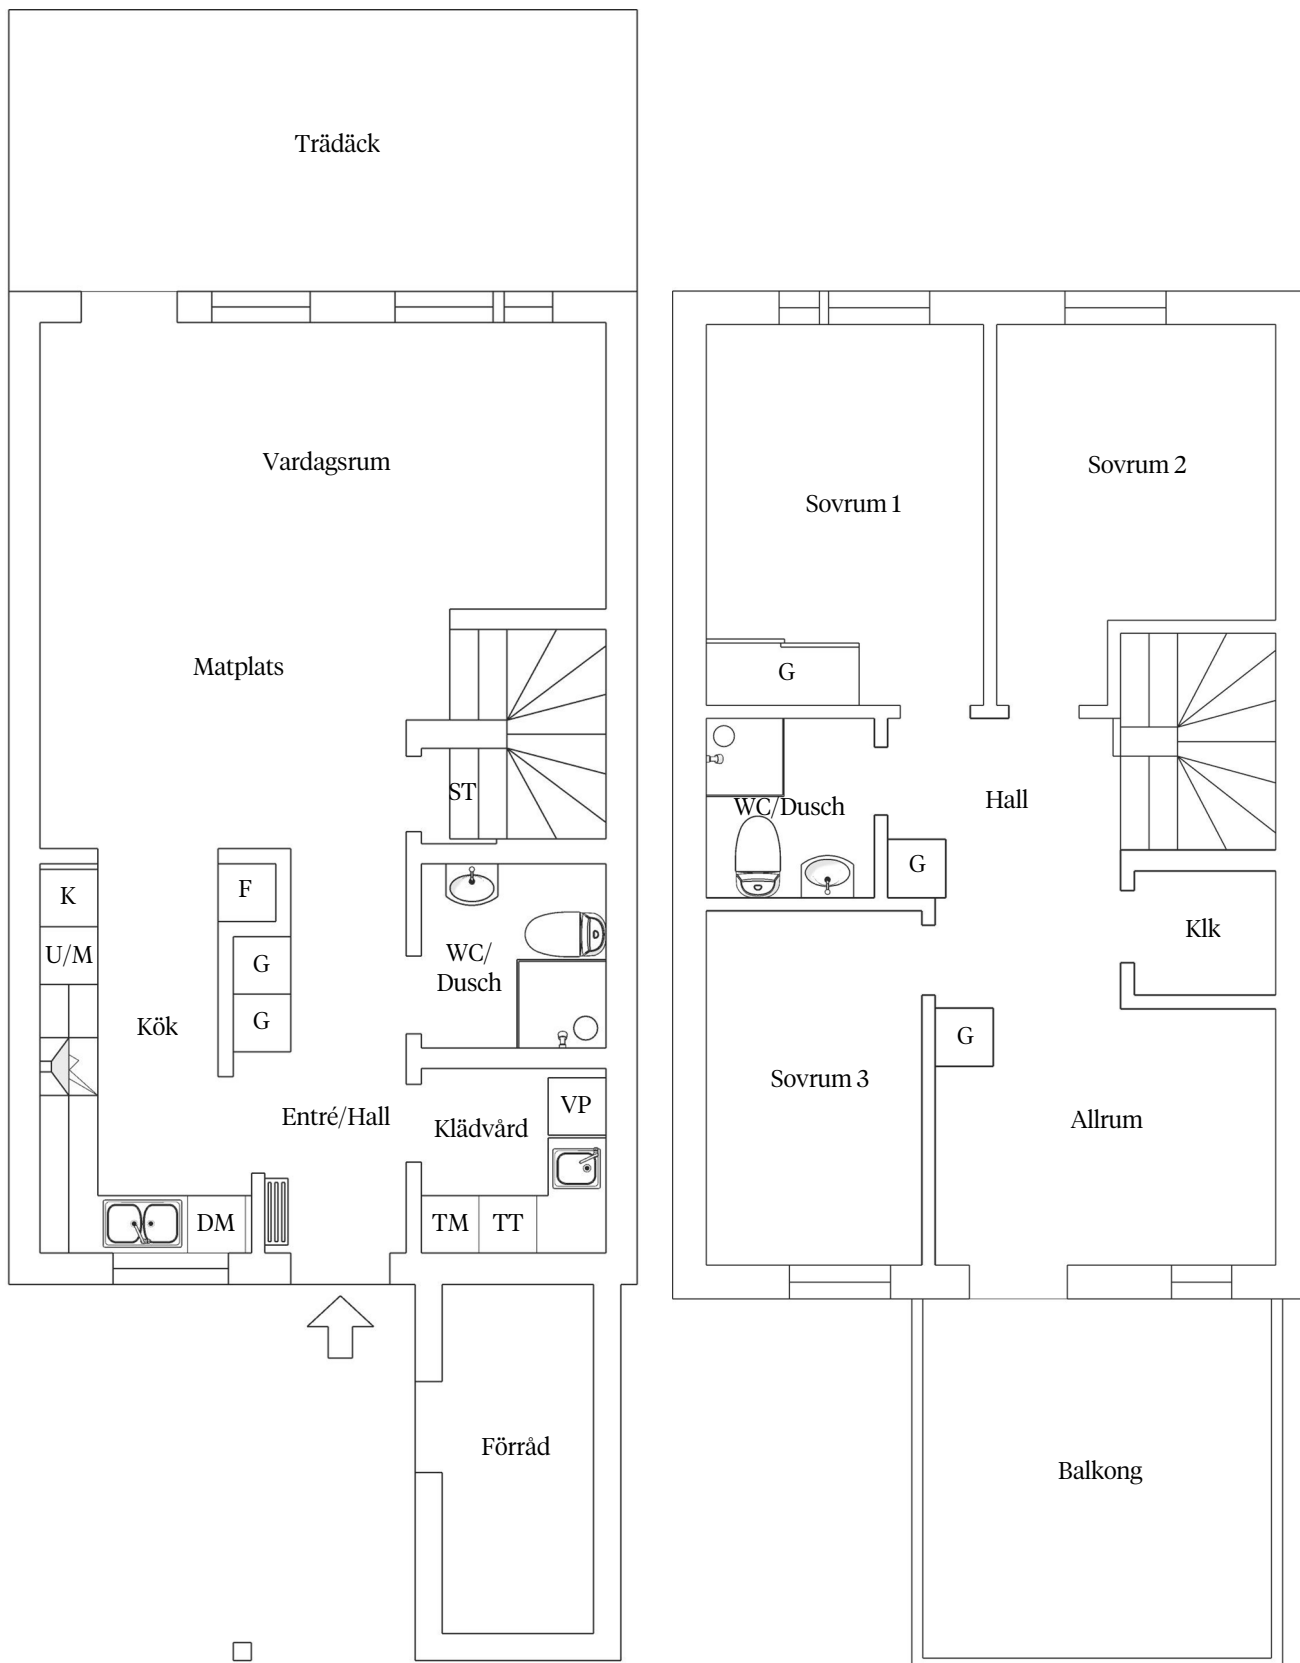 Trädäck
Vardagsrum
Matplats
ST
K
F
U/M
G
G
WC/
Dusch
Kök
Entré/Hall
Klädvård
VP
DM
TM
TT
Förråd
Sovrum 1
Sovrum 2
G
WC/Dusch
Hall
G
Klk
Sovrum 3
G
Allrum
Balkong